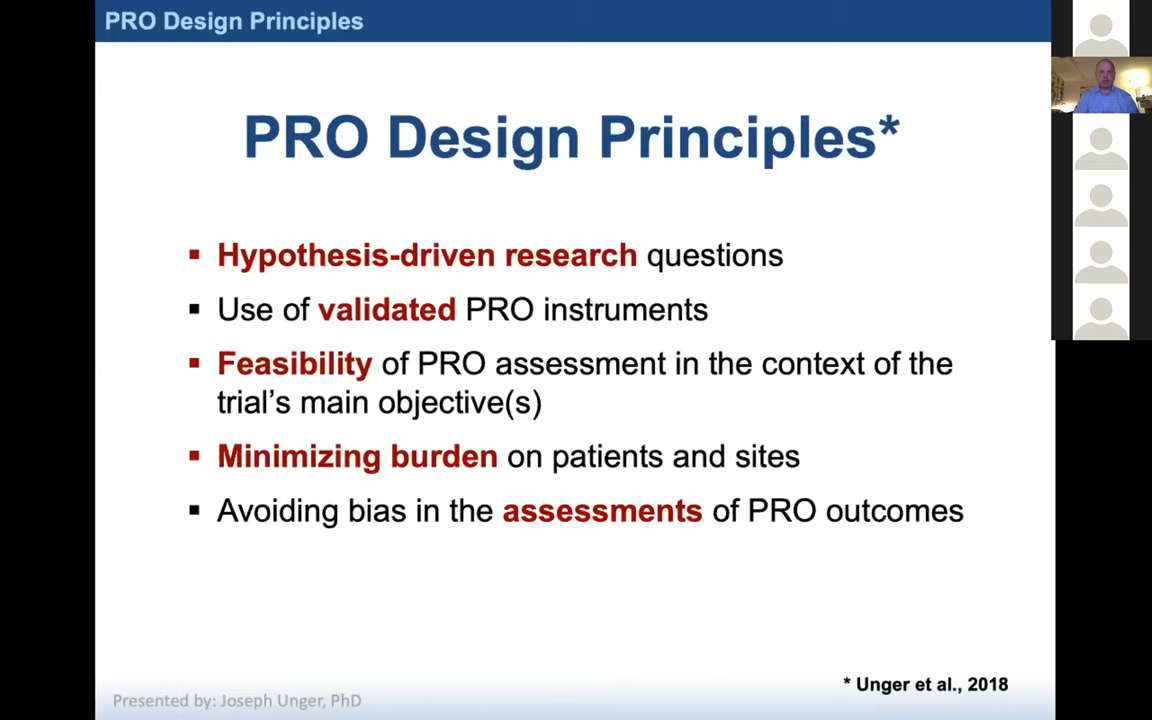 PRO Design Principles
PRO Design Principles*
▪ Hypothesis-driven research questions
▪ Use of validated PRO instruments
▪ Feasibility of PRO assessment in the context of the
trial’s main objective(s)
▪ Minimizing burden on patients and sites
▪ Avoiding bias in the assessments of PRO outcomes
* Unger et al., 2018
Presented by: Joseph Unger, PhD